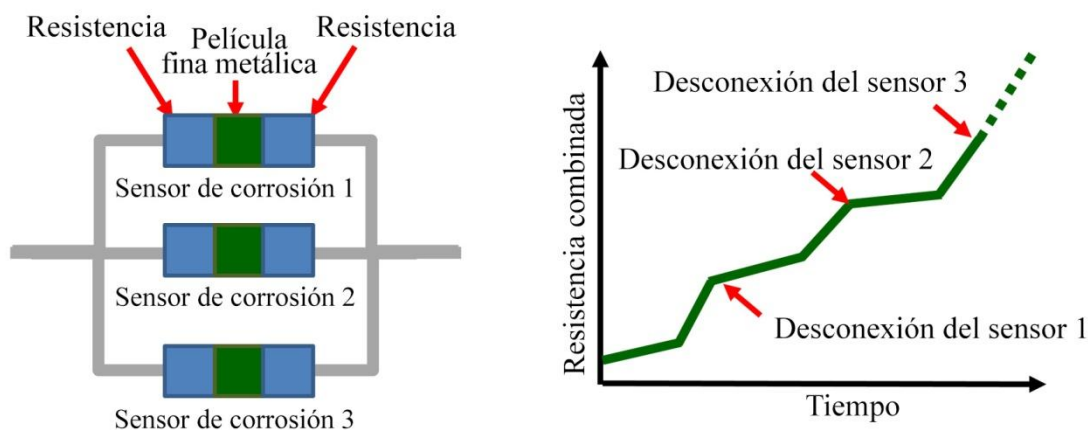 Resistencia
Película
fina metálica
Resistencia
Sensor de corrosión 1
Sensor de corrosión 2
Sensor de corrosión 3
Resistencia combinada
Desconexión del sensor 3
Desconexión del sensor 2
Desconexión del sensor 1
Tiempo